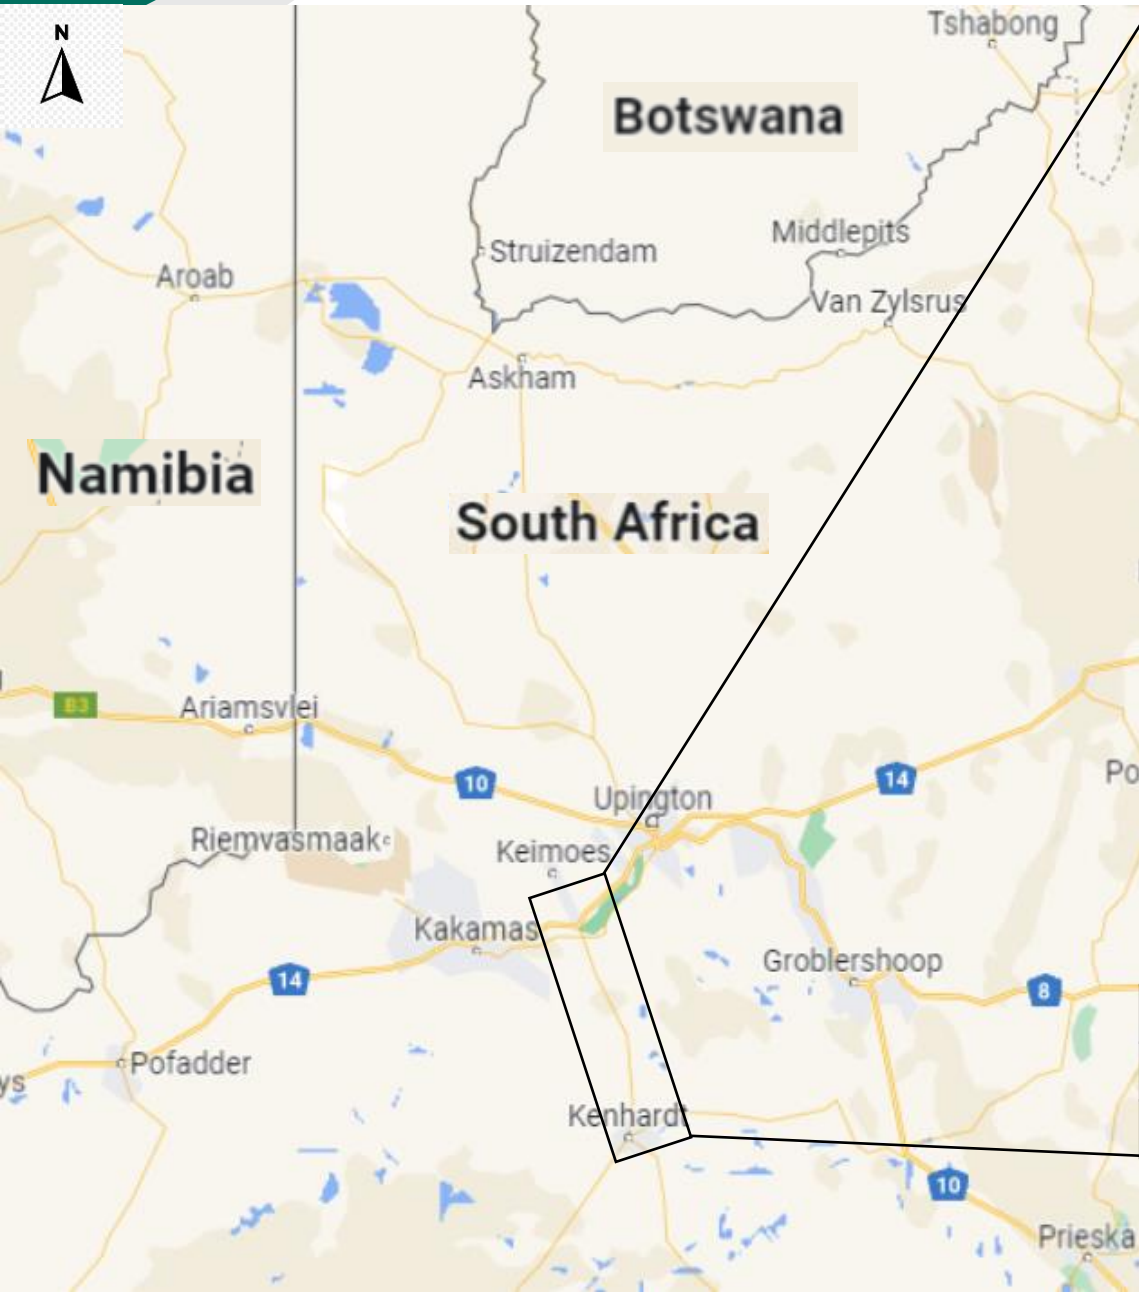 N
Tshabong
Botswana
Middlepits
Struizendam
Aroab
Van Zylsrus
Askham
Namibia
South Africa
B3
Ariamsvlei
10
14
Po
Upington
Riemvasmaak
Keimoes
Kakamas
Groblershoop
14
8
Pofadder
ys
Kenhardt
10
Prieska